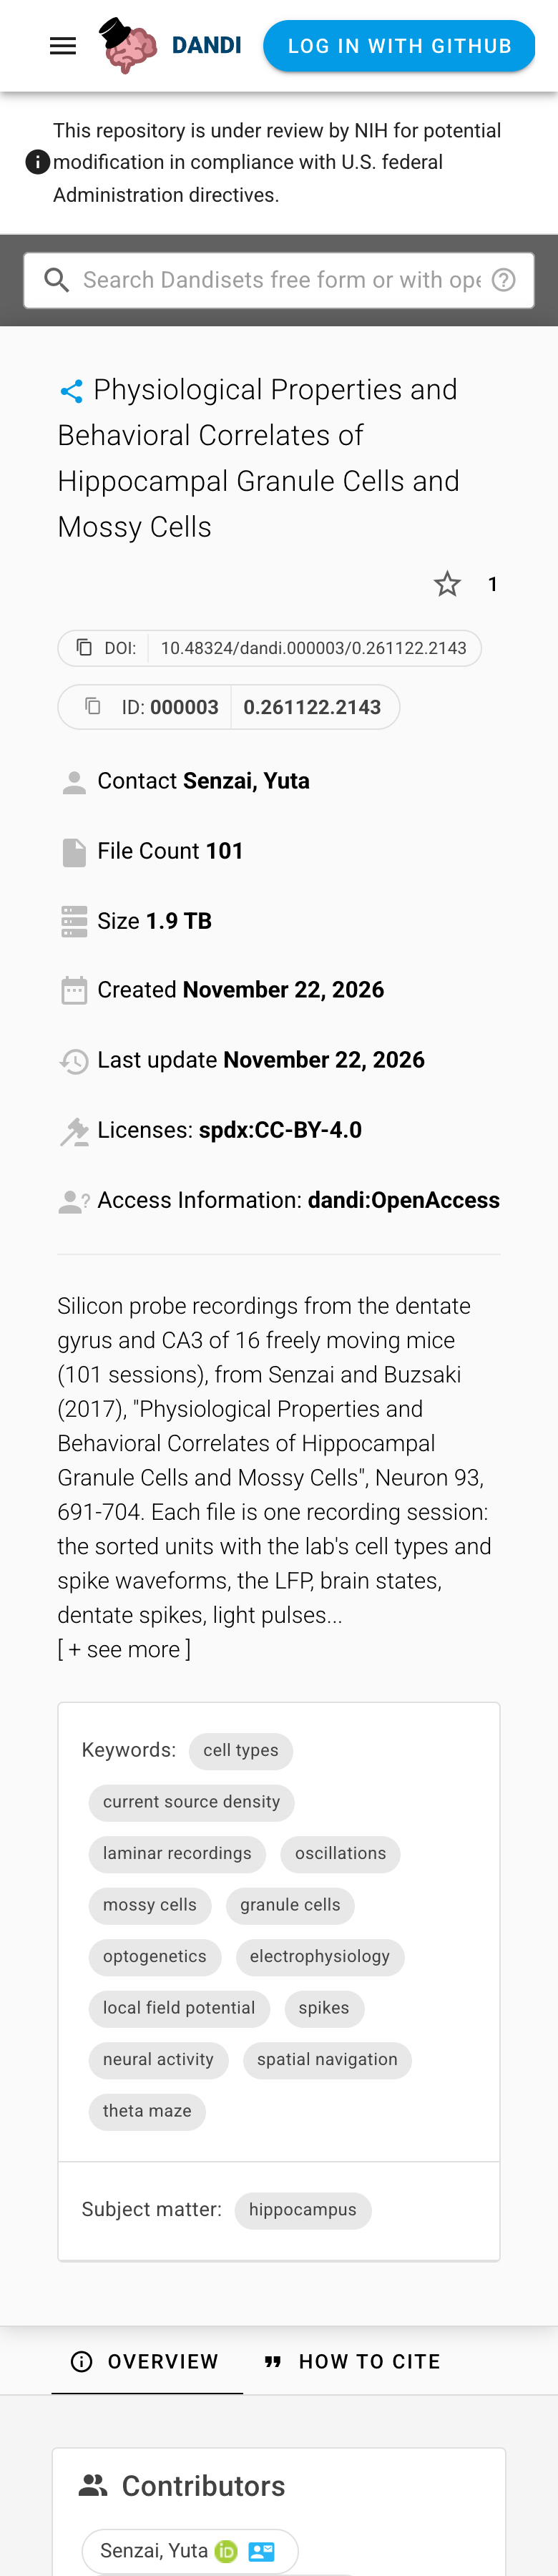 DANDI
LOG IN WITH GITHUB
This repository is under review by NIH for potential
modification in compliance with U.S. federal
Administration directives.
Search Dandisets free form or with ope
Physiological Properties and
Behavioral Correlates of
Hippocampal Granule Cells and
Mossy Cells
1
DOI: 10.48324/dandi.000003/0.261122.2143
ID: 000003 0.261122.2143
Contact Senzai, Yuta
File Count 101
Size 1.9 TB
Created November 22, 2026
Last update November 22, 2026
Licenses: spdx:CC-BY-4.0
Access Information: dandi:OpenAccess
Silicon probe recordings from the dentate
gyrus and CA3 of 16 freely moving mice
(101 sessions), from Senzai and Buzsaki
(2017), "Physiological Properties and
Behavioral Correlates of Hippocampal
Granule Cells and Mossy Cells", Neuron 93,
691-704. Each file is one recording session:
the sorted units with the lab's cell types and
spike waveforms, the LFP, brain states,
dentate spikes, light pulses...
[ + see more ]
Keywords: cell types
current source density
laminar recordings oscillations
mossy cells granule cells
optogenetics electrophysiology
local field potential spikes
neural activity spatial navigation
theta maze
Subject matter: hippocampus
OVERVIEW HOW TO CITE
Contributors
Senzai, Yuta iD